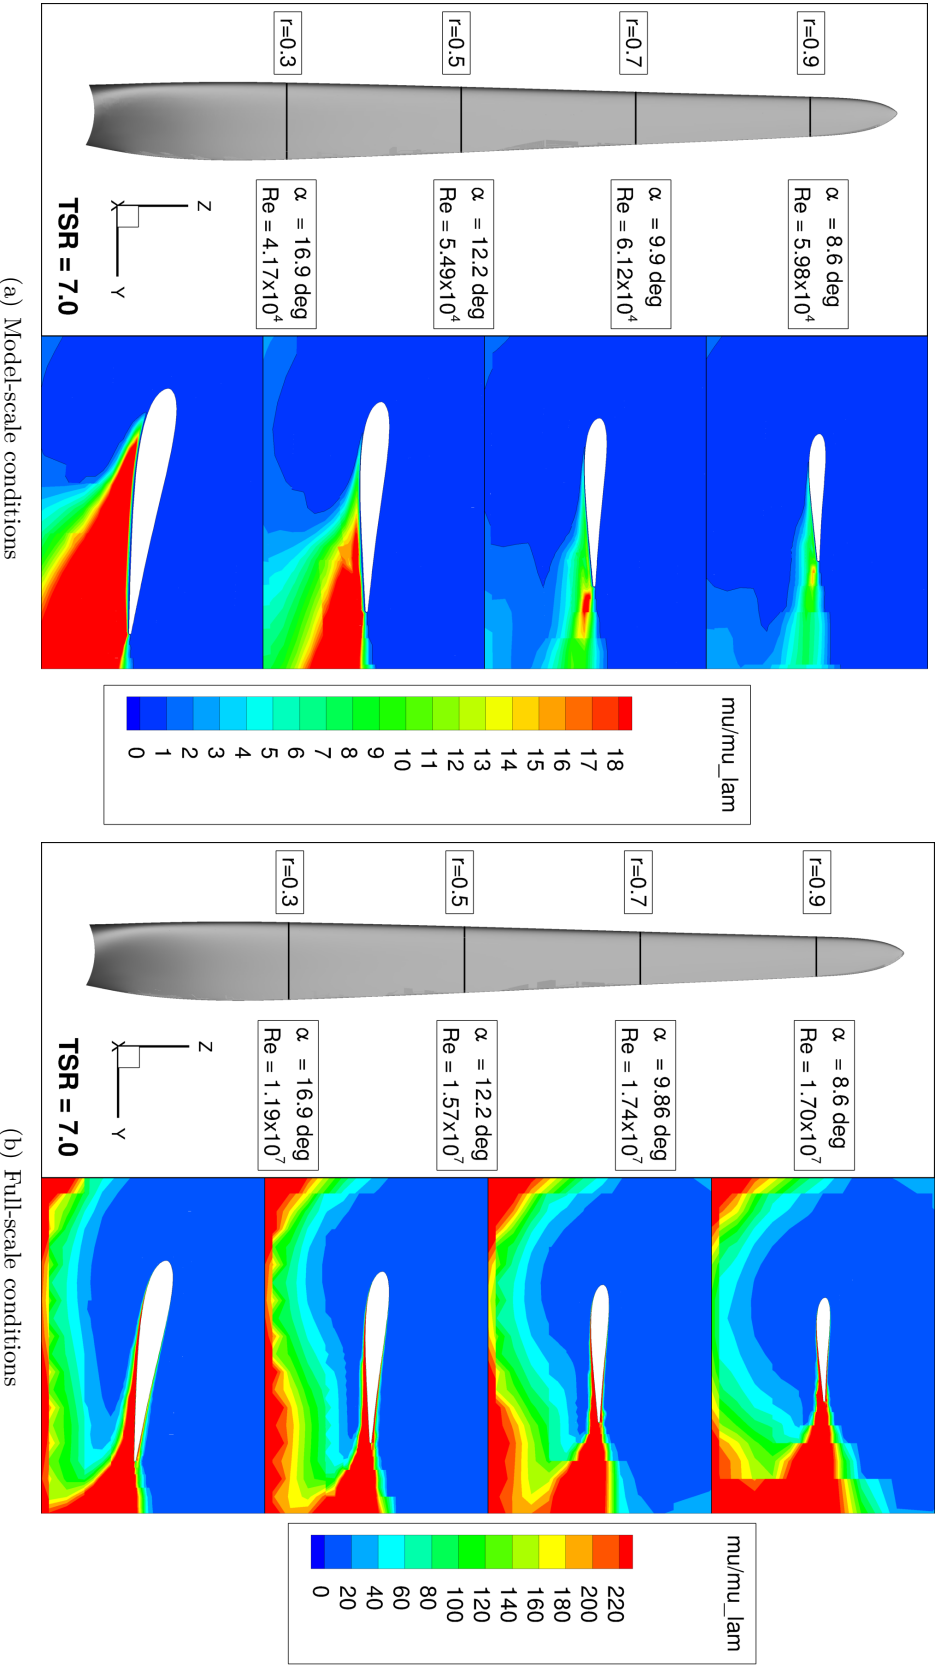 r=0.9
r=0.7
r=0.5
r=0.3
α = 8.6 deg
Re = 5.98x10⁴
α = 9.9 deg
Re = 6.12x10⁴
α = 12.2 deg
Re = 5.49x10⁴
α = 16.9 deg
Re = 4.17x10⁴
Z
X
Y
TSR = 7.0
mu/mu_lam
18
17
16
15
14
13
12
11
10
9
8
7
6
5
4
3
2
1
0
(a) Model-scale conditions
r=0.9
r=0.7
r=0.5
r=0.3
α = 8.6 deg
Re = 1.70x10⁷
α = 9.86 deg
Re = 1.74x10⁷
α = 12.2 deg
Re = 1.57x10⁷
α = 16.9 deg
Re = 1.19x10⁷
Z
X
Y
TSR = 7.0
mu/mu_lam
220
200
180
160
140
120
100
80
60
40
20
0
(b) Full-scale conditions